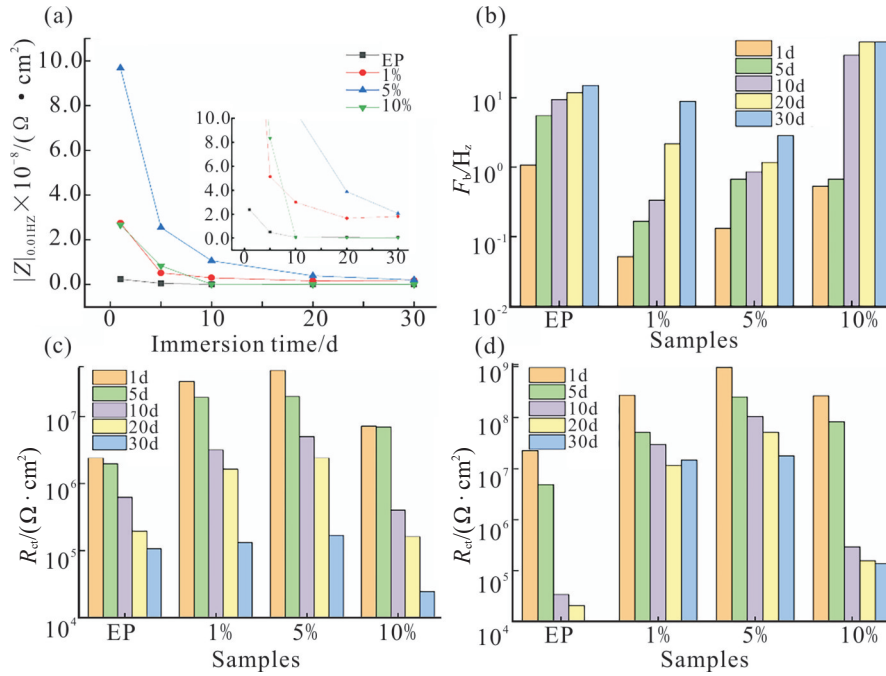 (a)
|Z|0.01HZ×10⁻⁸/(Ω • cm²)
10.0
8.0
6.0
4.0
2.0
0.0
EP
1%
5%
10%
10.0
8.0
6.0
4.0
2.0
0.0
0 10 20 30
0 10 20 30
Immersion time/d
(b)
F_b/H_z
10¹
10⁰
10⁻¹
10⁻²
1d
5d
10d
20d
30d
EP 1% 5% 10%
Samples
(c)
R_ct/(Ω · cm²)
10⁷
10⁶
10⁵
10⁴
1d
5d
10d
20d
30d
EP 1% 5% 10%
Samples
(d)
R_ct/(Ω · cm²)
10⁹
10⁸
10⁷
10⁶
10⁵
10⁴
1d
5d
10d
20d
30d
EP 1% 5% 10%
Samples